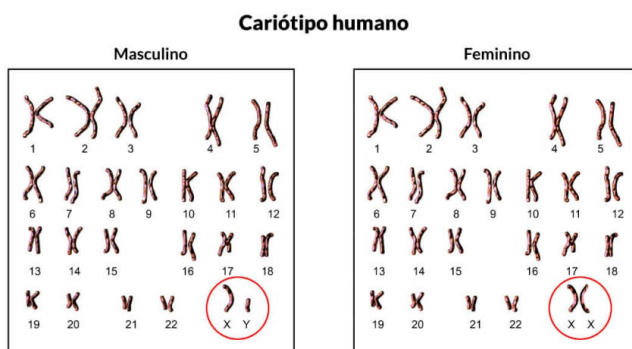 Cariótipo humano
Masculino
1 2 3 4 5
6 7 8 9 10 11 12
13 14 15 16 17 18
19 20 21 22 X Y
Feminino
1 2 3 4 5
6 7 8 9 10 11 12
13 14 15 16 17 18
19 20 21 22 X X